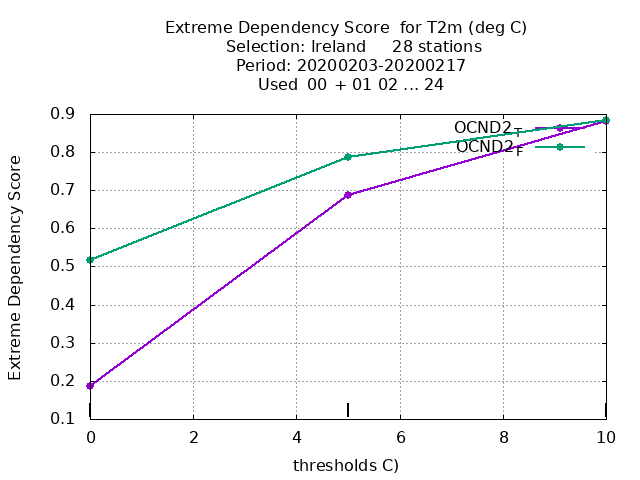 Extreme Dependency Score  for T2m (deg C)
Selection: Ireland     28 stations
Period: 20200203-20200217
Used  00 + 01 02 ... 24
Extreme Dependency Score
0.9
0.8
0.7
0.6
0.5
0.4
0.3
0.2
0.1
OCND2T
OCND2F
0 2 4 6 8 10
thresholds C)